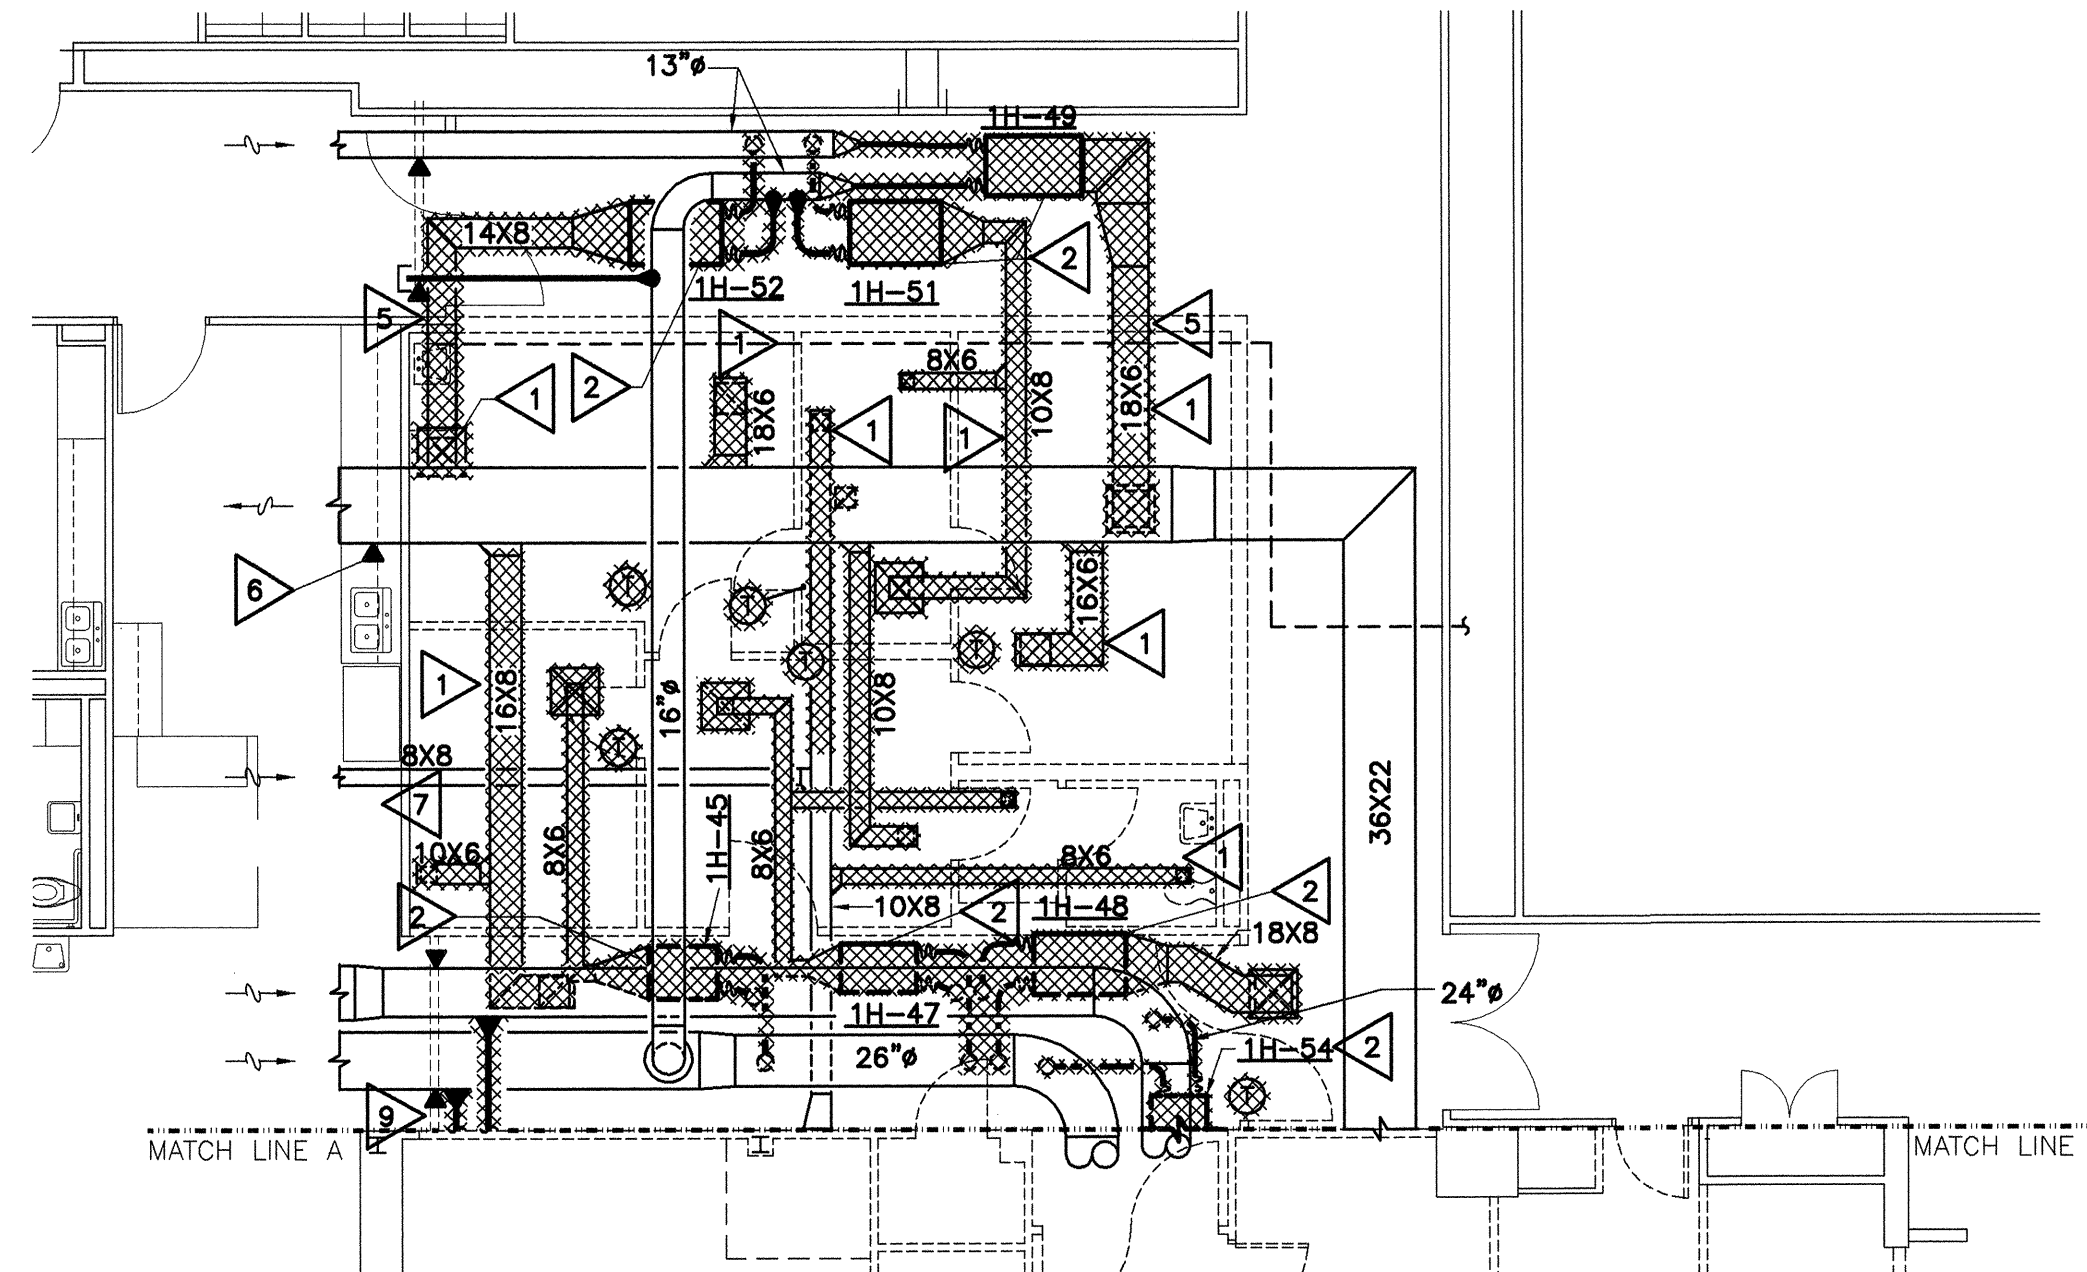 13"ø
1H-49
14X8
2
1H-52
1H-51
5
5
1
8X6
2
1
18X6
10X8
18X6
1
1
1
1
T
6
T
16X6
1
T
T
1
16X8
16"ø
10X8
T
8X8
7
36X22
1H-45
8X6
8X6
10X6
8X6
1
2
10X8
2
1H-48
2
18X8
24"ø
1H-47
26"ø
1H-54
2
T
9
MATCH LINE A
MATCH LINE